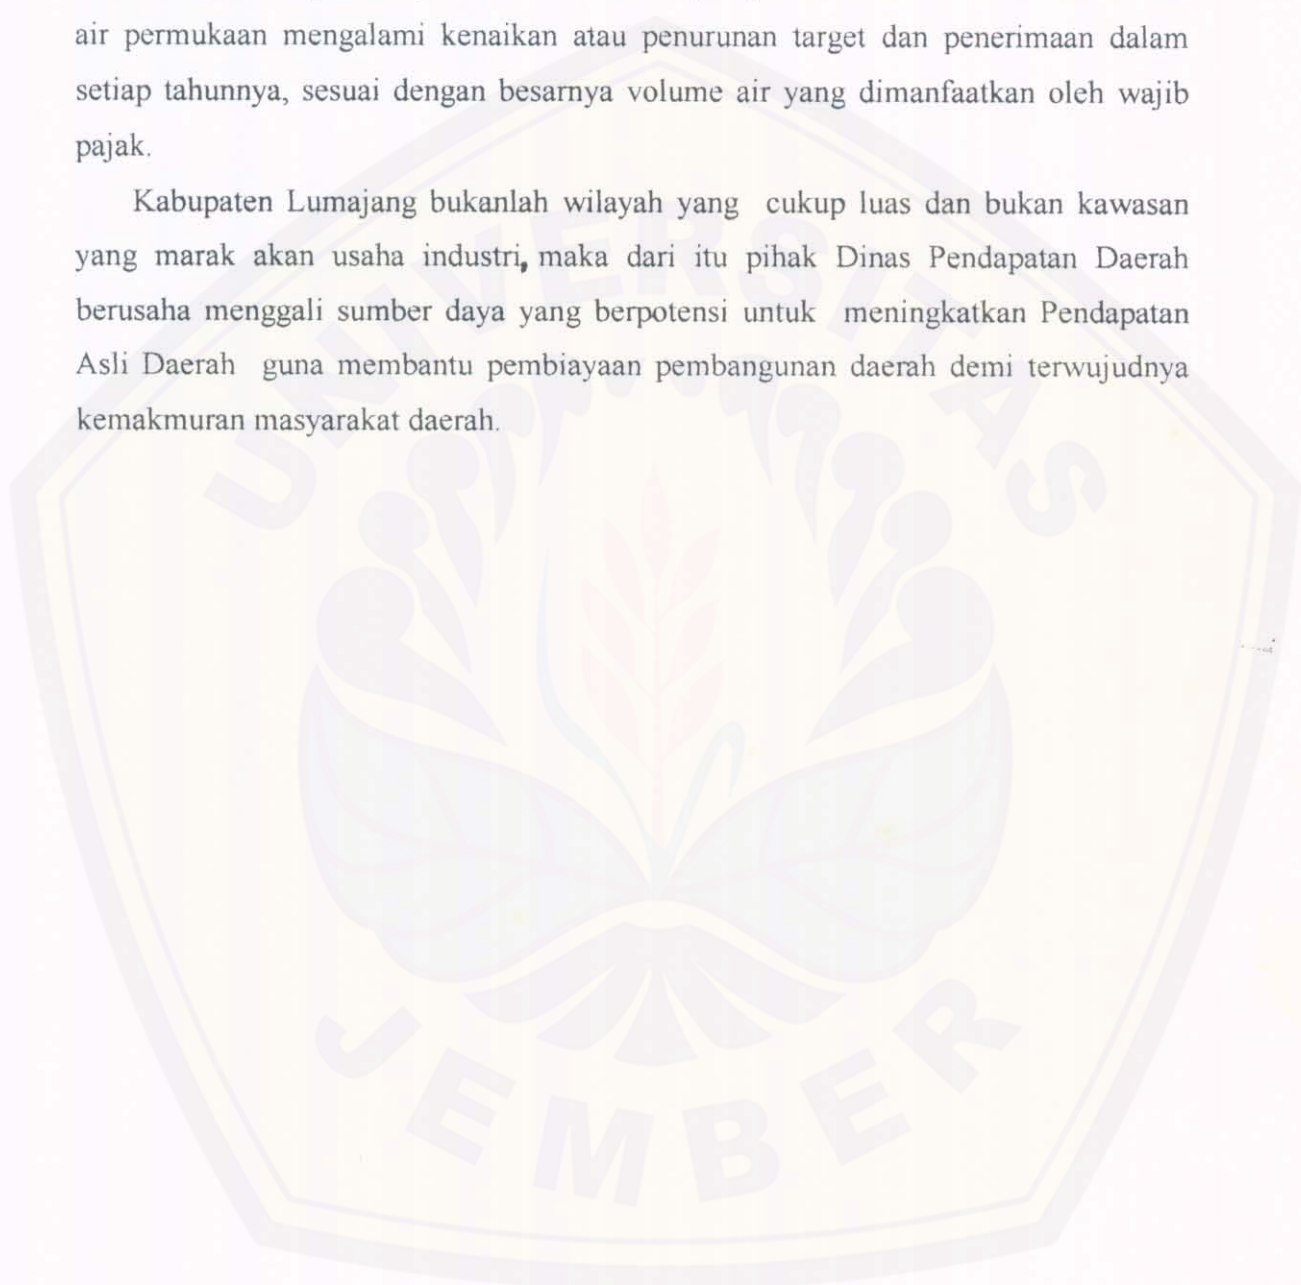 air permukaan mengalami kenaikan atau penurunan target dan penerimaan dalam
setiap tahunnya, sesuai dengan besarnya volume air yang dimanfaatkan oleh wajib
pajak.
Kabupaten Lumajang bukanlah wilayah yang cukup luas dan bukan kawasan
yang marak akan usaha industri, maka dari itu pihak Dinas Pendapatan Daerah
berusaha menggali sumber daya yang berpotensi untuk meningkatkan Pendapatan
Asli Daerah guna membantu pembiayaan pembangunan daerah demi terwujudnya
kemakmuran masyarakat daerah.
UNIVERSITAS
JEMBER